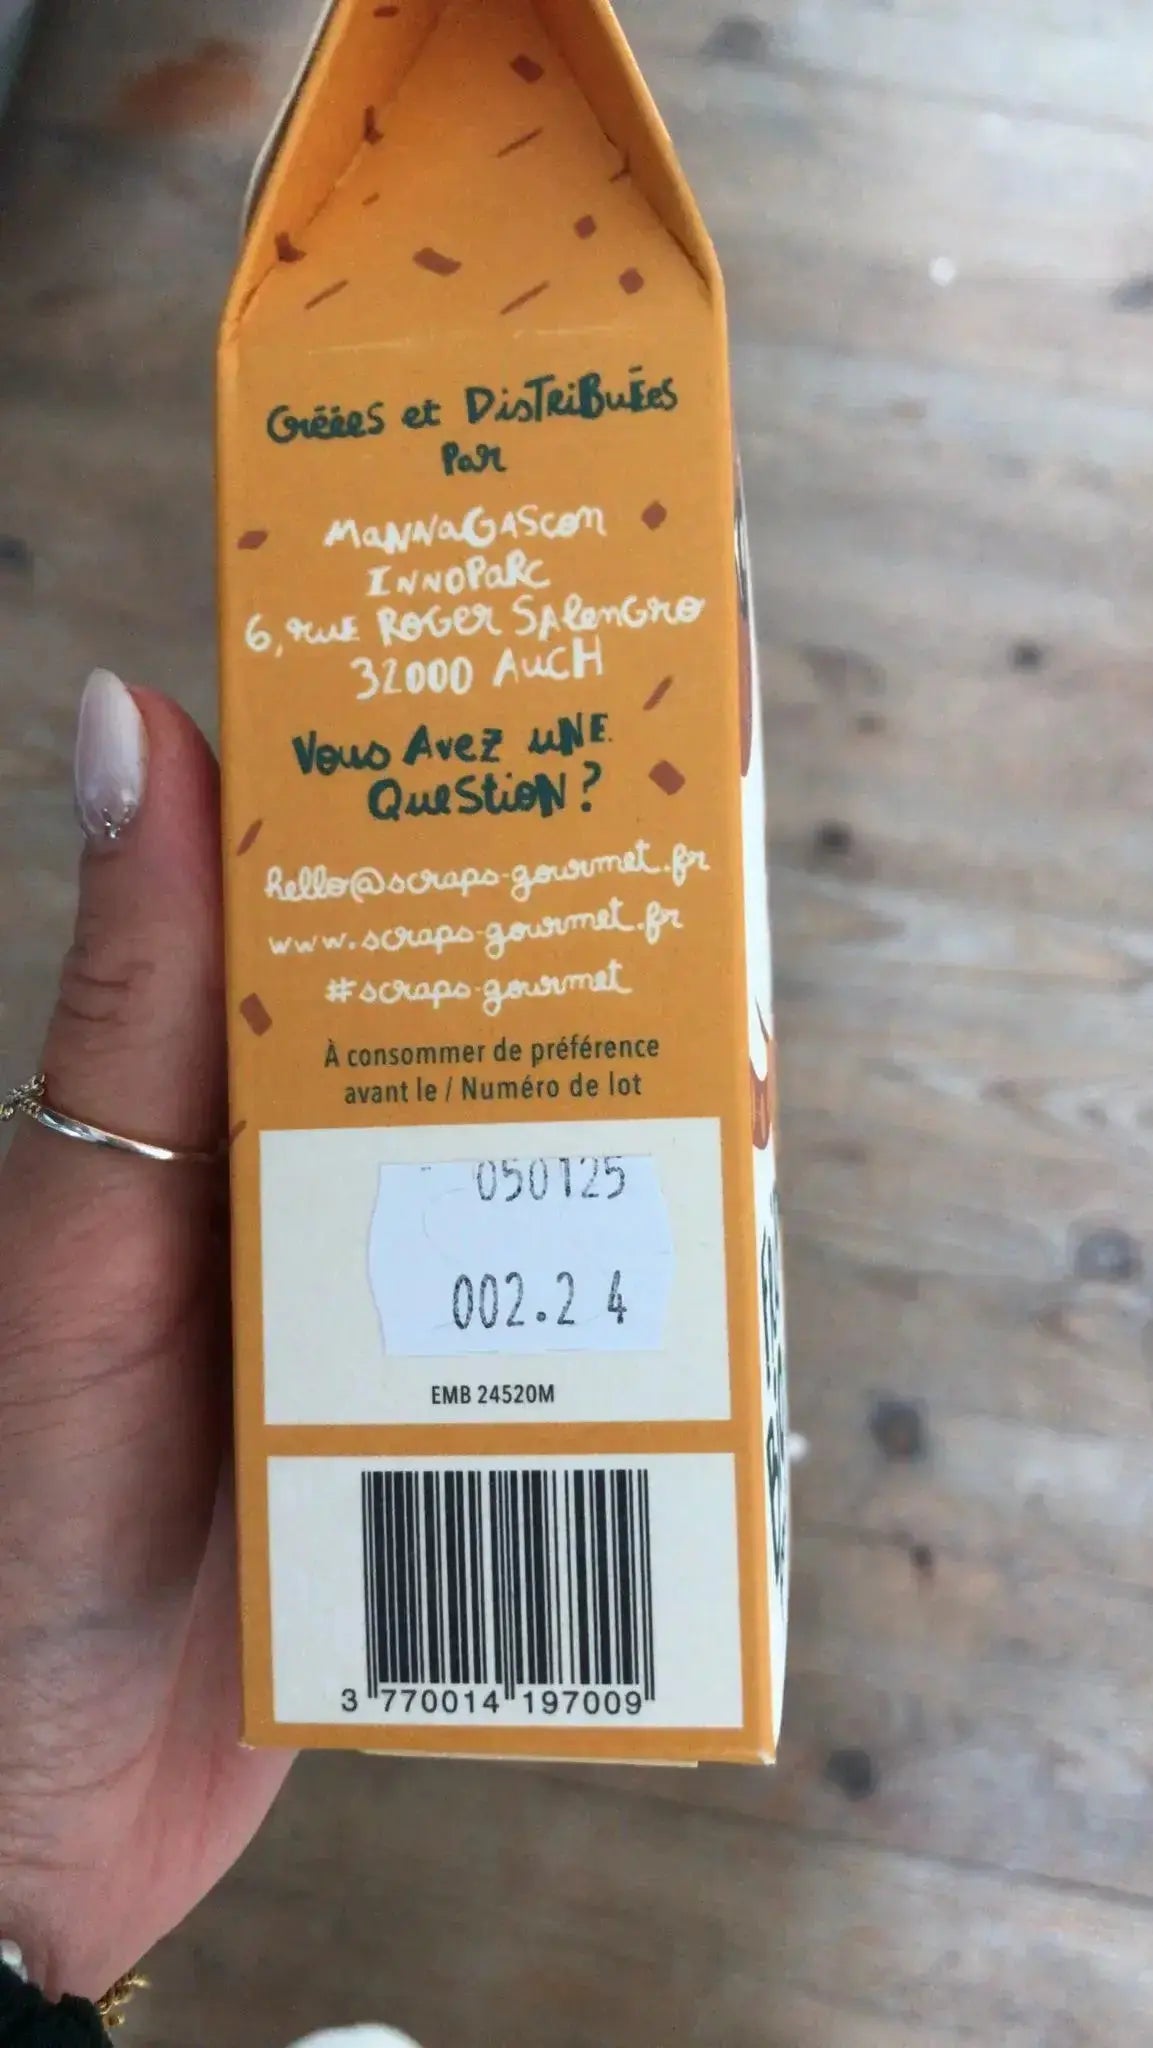 Créées et Distribuées
Par
MannaGascon
Innoparc
6, rue Roger Salengro
32000 Auch
Vous Avez une
Question ?
hello@scraps-gourmet.fr
www.scraps-gourmet.fr
#scraps-gourmet
À consommer de préférence
avant le / Numéro de lot
050125
002.2 4
EMB 24520M
3 770014 197009